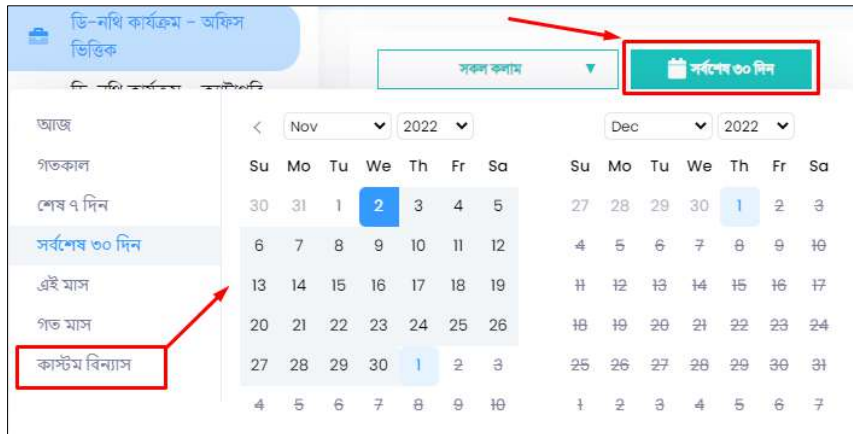 ডি-নথি কার্যক্রম - অফিস
ভিত্তিক
সকল কলাম ▼
সর্বশেষ ৩০ দিন
ডি-নথি কার্যক্রম - ক্যাটাগরি
আজ
গতকাল
শেষ ৭ দিন
সর্বশেষ ৩০ দিন
এই মাস
গত মাস
কাস্টম বিন্যাস
< Nov 2022
Su Mo Tu We Th Fr Sa
30 31 1 2 3 4 5
6 7 8 9 10 11 12
13 14 15 16 17 18 19
20 21 22 23 24 25 26
27 28 29 30 1 2 3
4 5 6 7 8 9 10
Dec 2022
Su Mo Tu We Th Fr Sa
27 28 29 30 1 2 3
4 5 6 7 8 9 10
11 12 13 14 15 16 17
18 19 20 21 22 23 24
25 26 27 28 29 30 31
1 2 3 4 5 6 7